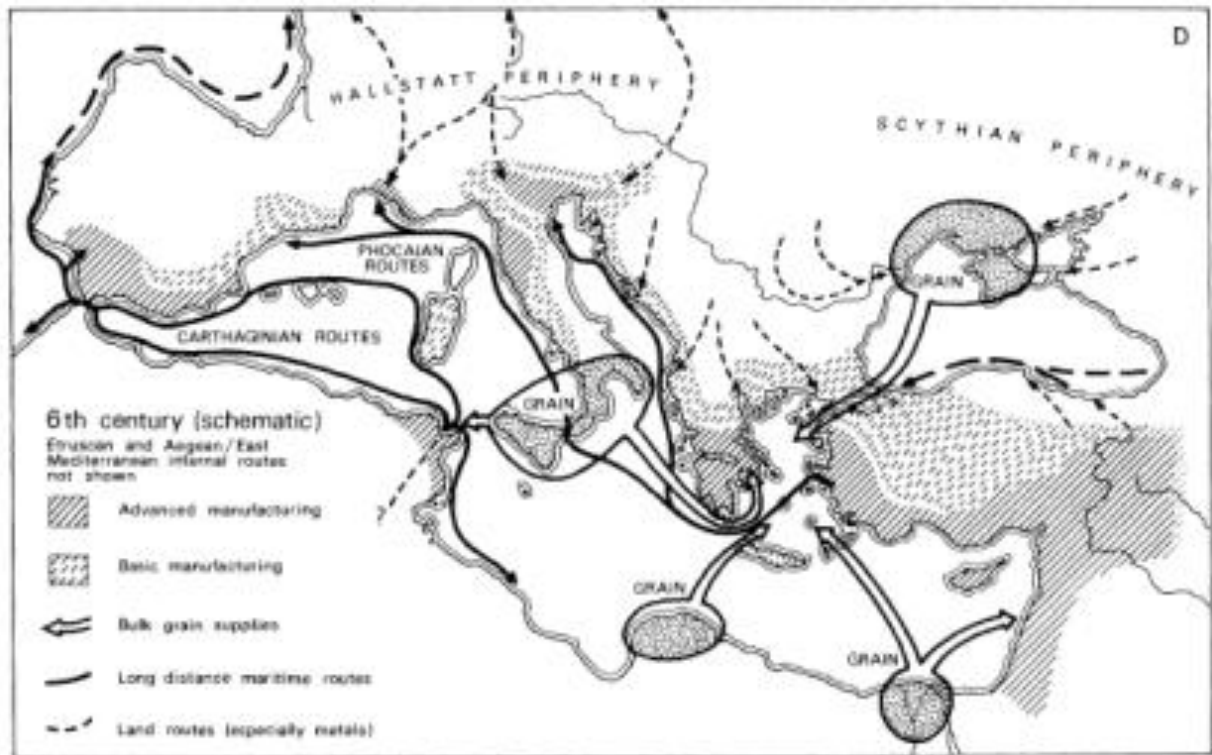 D
HALLSTATT PERIPHERY
SCYTHIAN PERIPHERY
PHOCAIAN
ROUTES
GRAIN
CARTHAGINIAN ROUTES
GRAIN
6th century (schematic)
Etruscan and Aegean/East
Mediterranean internal routes
not shown
?
Advanced manufacturing
Basic manufacturing
GRAIN
Bulk grain supplies
GRAIN
Long distance maritime routes
Land routes (especially metals)